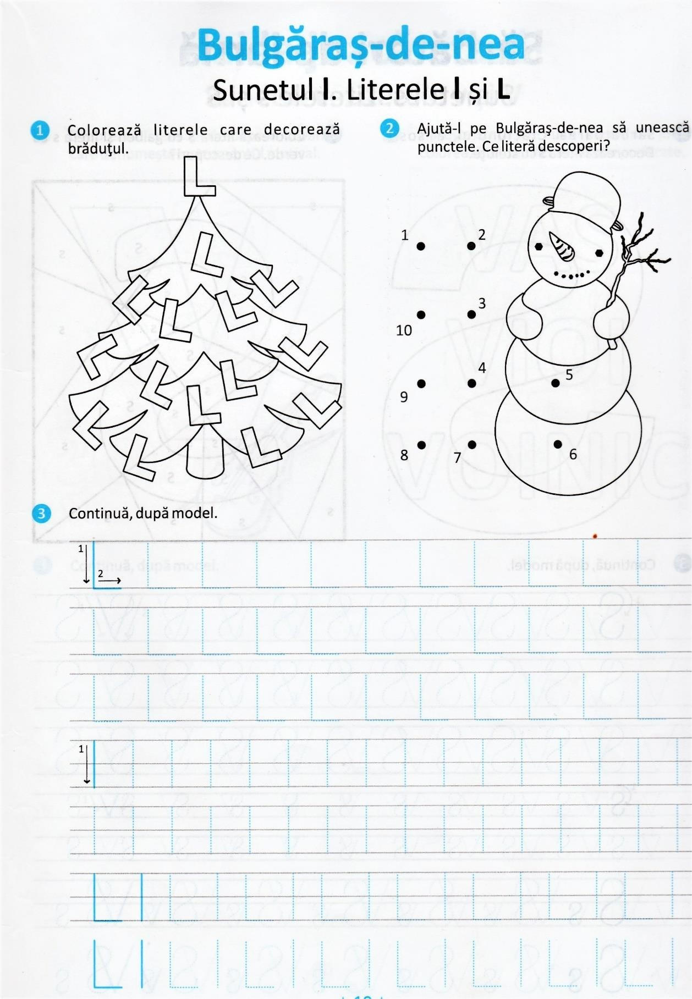 Bulgăraș-de-nea
Sunetul l. Literele l și L
1 Colorează literele care decorează
brăduțul.
2 Ajută-l pe Bulgăraș-de-nea să unească
punctele. Ce literă descoperi?
L
L
L L
L L
L L
L L
L L
L L
L L
1 2
3
10
4
5
9
8 7 6
3 Continuă, după model.
1
2
L L L L L L L L L L L
L L L L L L L L L L L
L L L L L L L L L L L
1
l l l l l l l l l l l l l l l l
l l l l l l l l l l l l l l l l
L l L l L l L l L l L l L l L l
L l L l L l L l L l L l L l L l